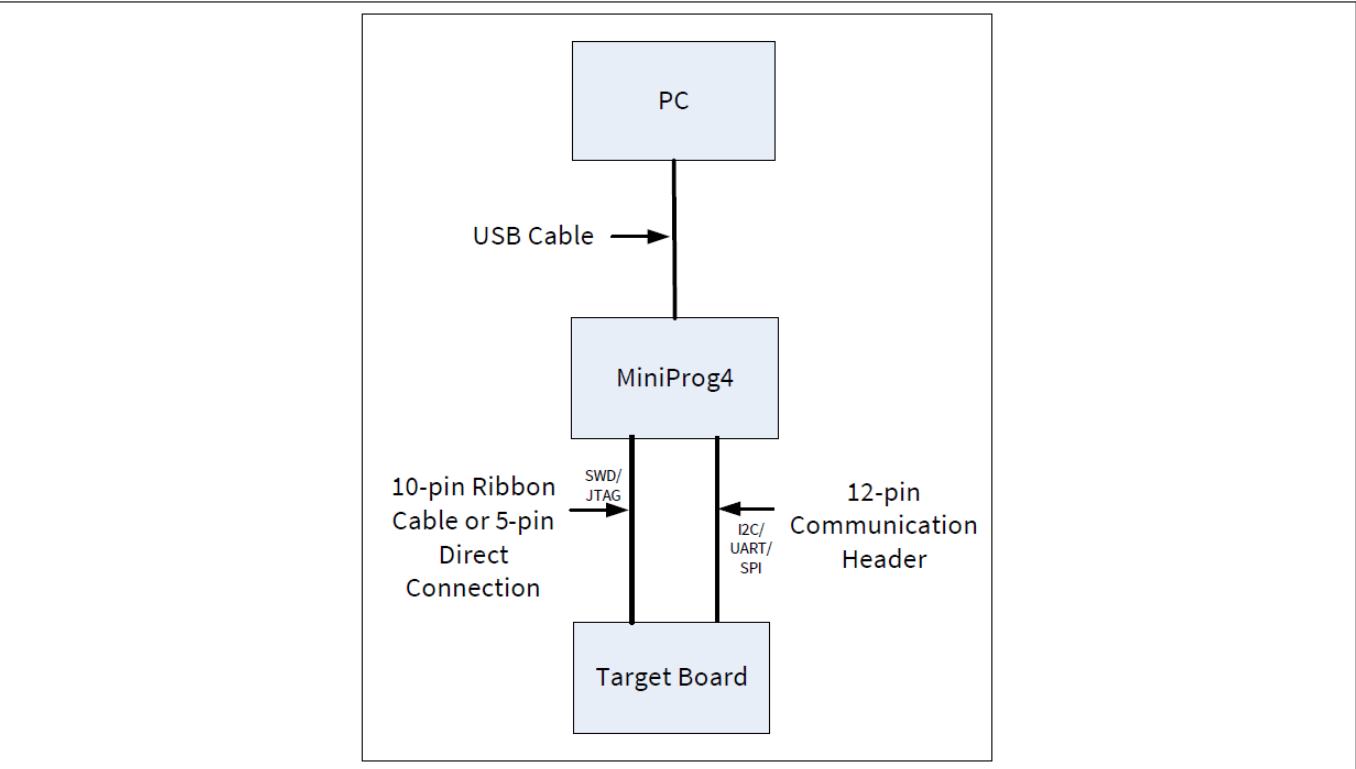 PC
USB Cable
MiniProg4
10-pin Ribbon
Cable or 5-pin
Direct
Connection
SWD/
JTAG
I2C/
UART/
SPI
12-pin
Communication
Header
Target Board